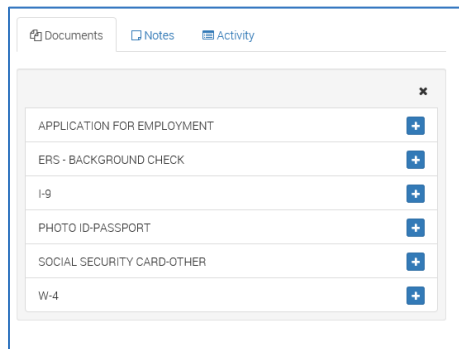 Documents Notes Activity
APPLICATION FOR EMPLOYMENT
ERS - BACKGROUND CHECK
I-9
PHOTO ID-PASSPORT
SOCIAL SECURITY CARD-OTHER
W-4